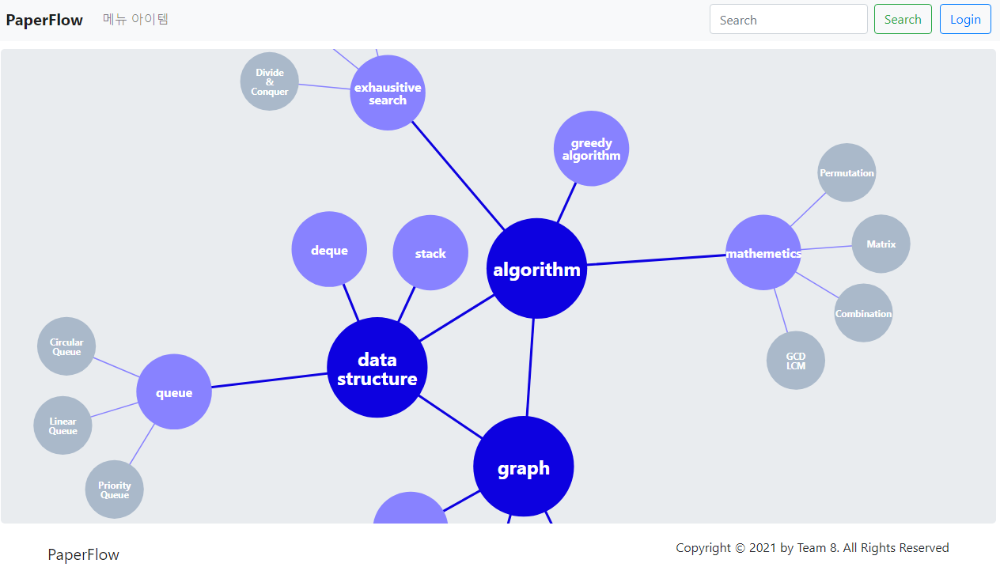 PaperFlow
메뉴 아이템
Search
Search
Login
Divide
&
Conquer
exhausitive
search
greedy
algorithm
Permutation
deque
stack
algorithm
mathemetics
Matrix
Combination
Circular
Queue
data
structure
GCD
LCM
queue
Linear
Queue
graph
Priority
Queue
PaperFlow
Copyright © 2021 by Team 8. All Rights Reserved